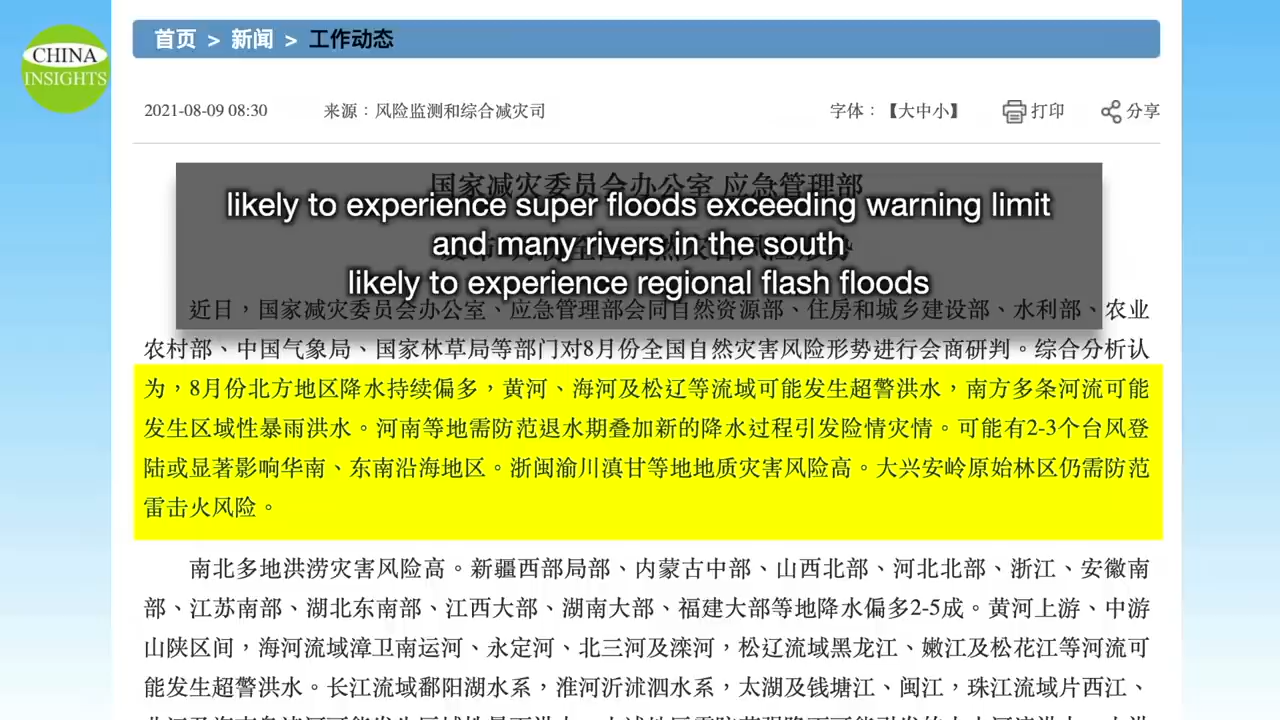 CHINA
INSIGHTS
首页 > 新闻 > 工作动态
2021-08-09 08:30 来源：风险监测和综合减灾司 字体：【大中小】 打印 分享
国家减灾委员会办公室 应急管理部
likely to experience super floods exceeding warning limit
and many rivers in the south
likely to experience regional flash floods
近日，国家减灾委员会办公室、应急管理部会同自然资源部、住房和城乡建设部、水利部、农业
农村部、中国气象局、国家林草局等部门对8月份全国自然灾害风险形势进行会商研判。综合分析认
为，8月份北方地区降水持续偏多，黄河、海河及松辽等流域可能发生超警洪水，南方多条河流可能
发生区域性暴雨洪水。河南等地需防范退水期叠加新的降水过程引发险情灾情。可能有2-3个台风登
陆或显著影响华南、东南沿海地区。浙闽渝川滇甘等地地质灾害风险高。大兴安岭原始林区仍需防范
雷击火风险。
南北多地洪涝灾害风险高。新疆西部局部、内蒙古中部、山西北部、河北北部、浙江、安徽南
部、江苏南部、湖北东南部、江西大部、湖南大部、福建大部等地降水偏多2-5成。黄河上游、中游
山陕区间，海河流域漳卫南运河、永定河、北三河及滦河，松辽流域黑龙江、嫩江及松花江等河流可
能发生超警洪水。长江流域鄱阳湖水系，淮河沂沭泗水系，太湖及钱塘江、闽江，珠江流域片西江、